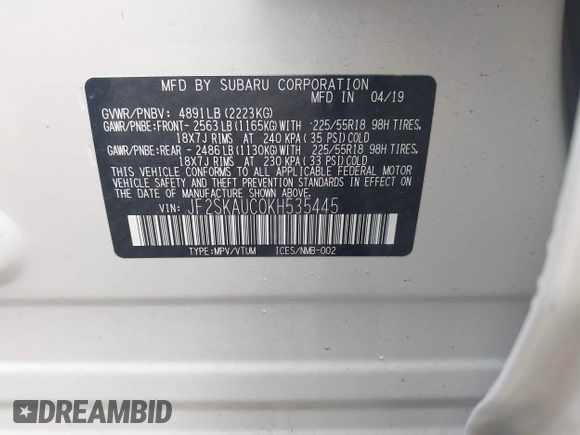 MFD BY SUBARU CORPORATION
MFD IN 04/19
GVWR/PNBV: 4891LB (2223KG)
GAWR/PNBE:FRONT- 2563LB (1165KG)WITH 225/55R18 98H TIRES,
18X7J RIMS AT 240 KPA (35 PSI)COLD
GAWR/PNBE:REAR - 2486LB (1130KG)WITH 225/55R18 98H TIRES,
18X7J RIMS AT 230 KPA (33 PSI)COLD
THIS VEHICLE CONFORMS TO ALL APPLICABLE FEDERAL MOTOR
VEHICLE SAFETY AND BUMPER STANDARDS IN EFFECT ON
THE DATE OF MANUFACTURE SHOWN ABOVE.
VIN: JF2SKAUC0KH535445
TYPE:MPV/VTUM ICES/NMB-002
DREAMBID